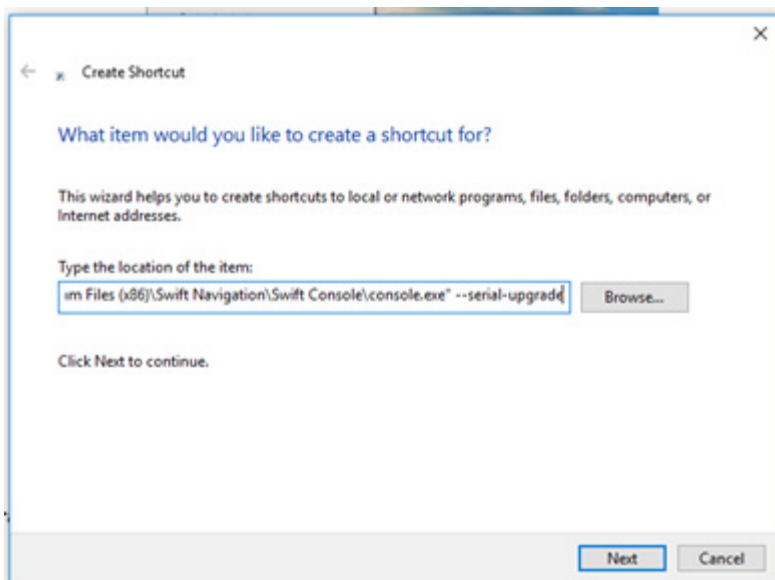 Create Shortcut
What item would you like to create a shortcut for?
This wizard helps you to create shortcuts to local or network programs, files, folders, computers, or
Internet addresses.
Type the location of the item:
m Files (x86)\Swift Navigation\Swift Console\console.exe" --serial-upgrade
Browse...
Click Next to continue.
Next
Cancel